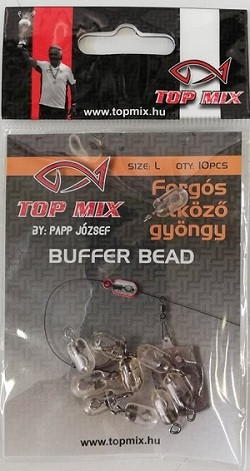 TOP MIX
www.topmix.hu
SIZE: L QTY: 10PCS
TOP MIX
BY: PAPP JÓZSEF
Forgós
ütköző
gyöngy
BUFFER BEAD
www.topmix.hu